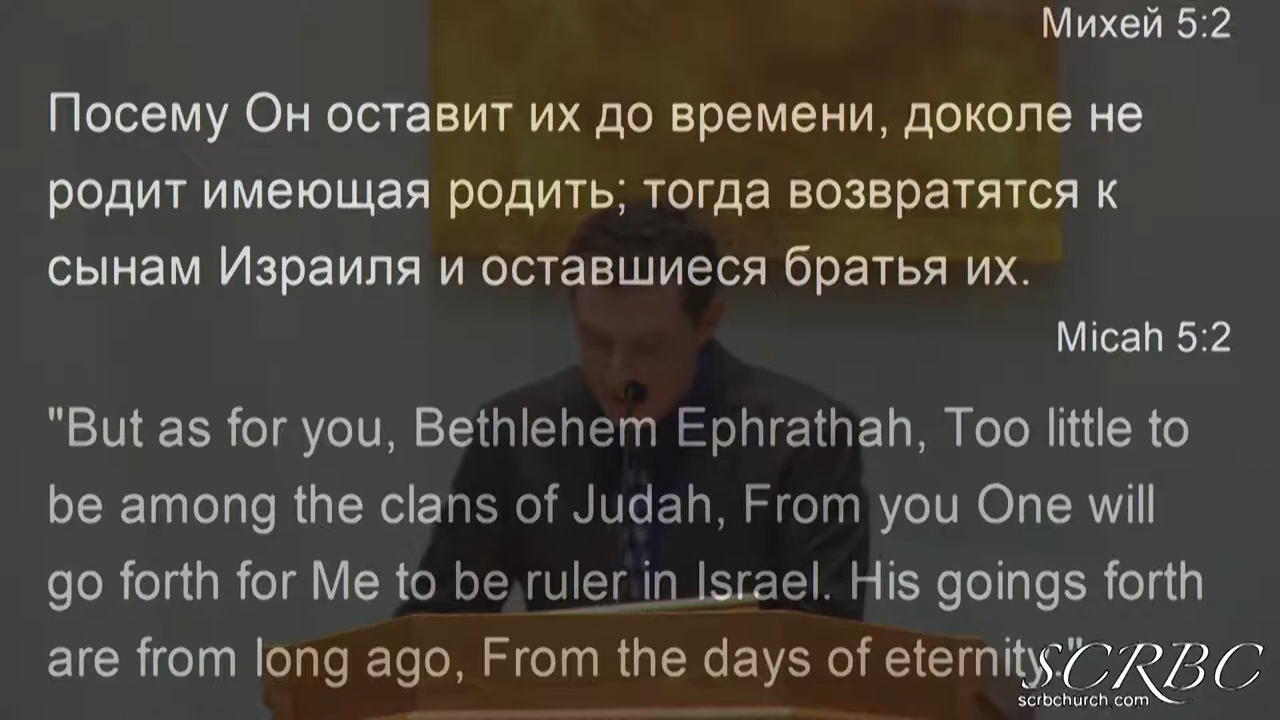 Михей 5:2
Посему Он оставит их до времени, доколе не
родит имеющая родить; тогда возвратятся к
сынам Израиля и оставшиеся братья их.
Micah 5:2
"But as for you, Bethlehem Ephrathah, Too little to
be among the clans of Judah, From you One will
go forth for Me to be ruler in Israel. His goings forth
are from long ago, From the days of eternity."
SCRBC
scrbchurch.com